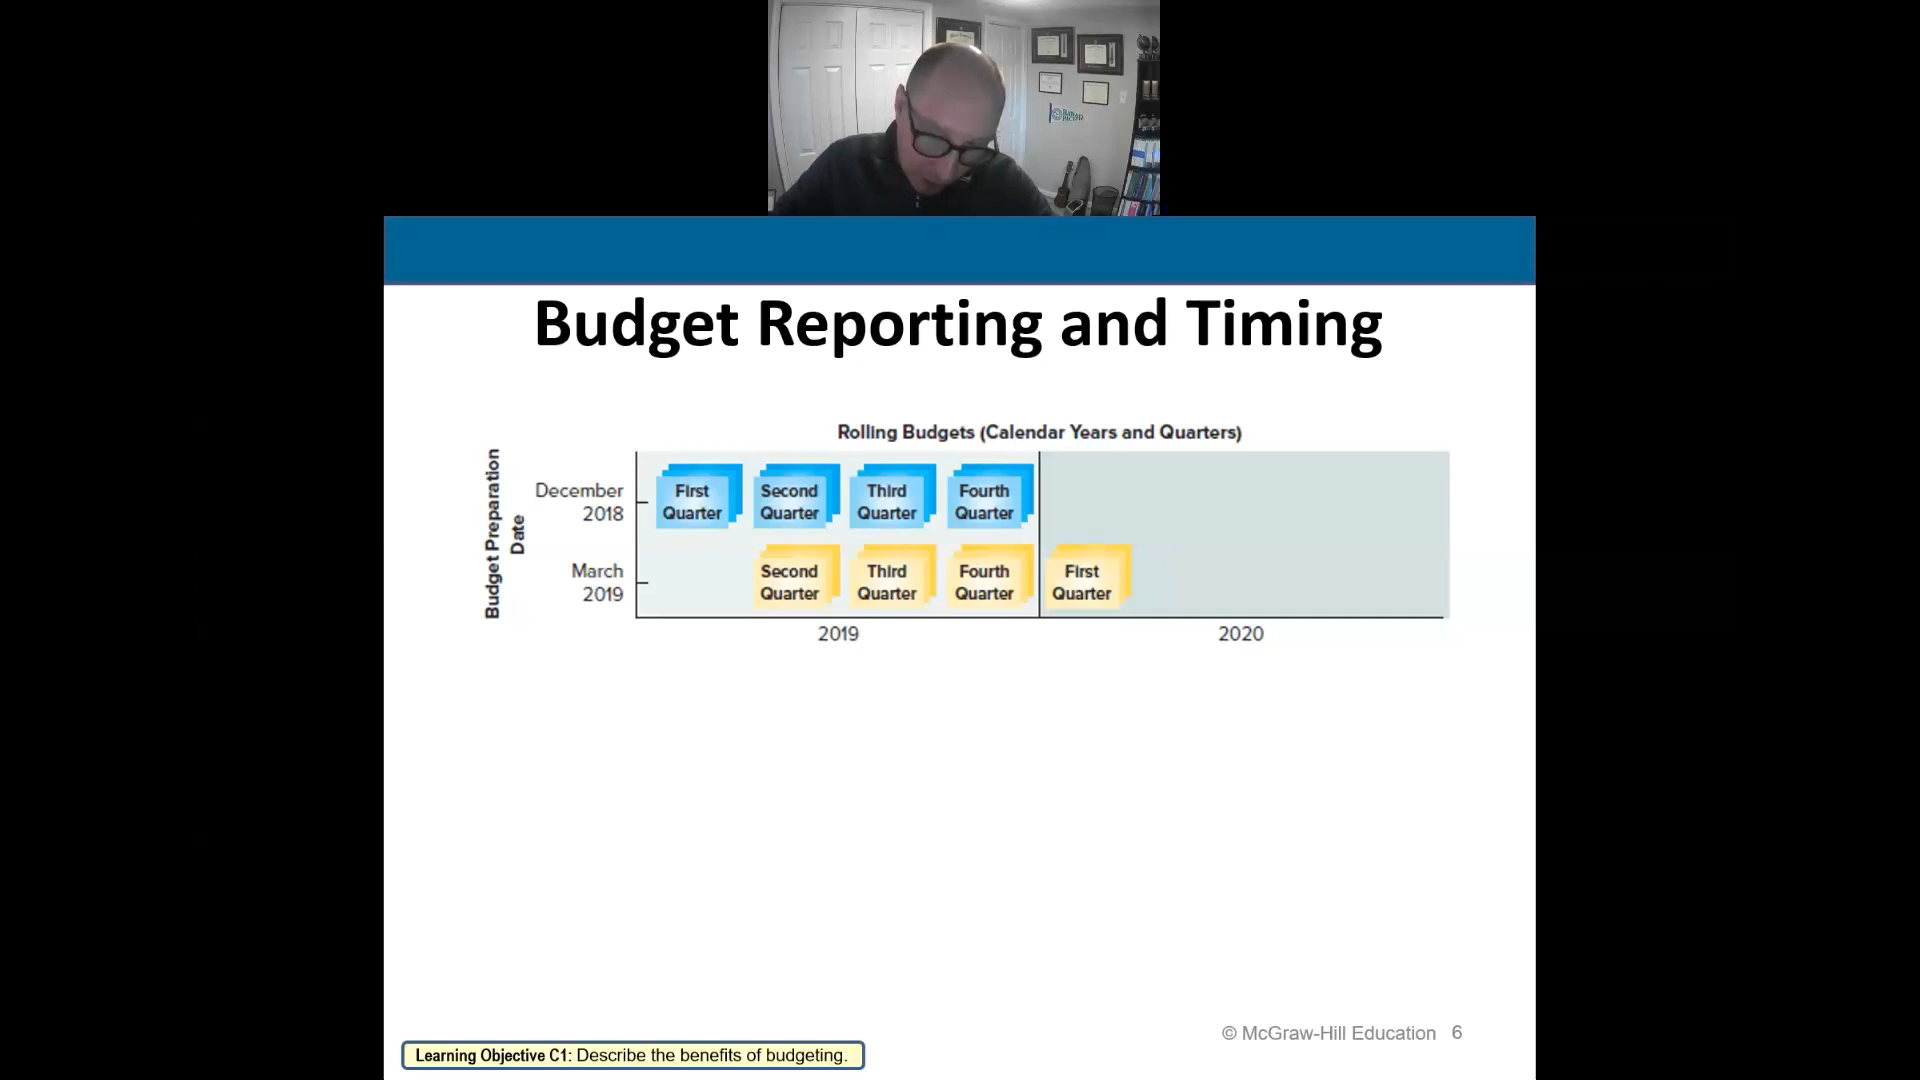 Budget Reporting and Timing
Rolling Budgets (Calendar Years and Quarters)
Budget Preparation
Date
December
2018
First
Quarter
Second
Quarter
Third
Quarter
Fourth
Quarter
March
2019
Second
Quarter
Third
Quarter
Fourth
Quarter
First
Quarter
2019
2020
© McGraw-Hill Education 6
Learning Objective C1: Describe the benefits of budgeting.